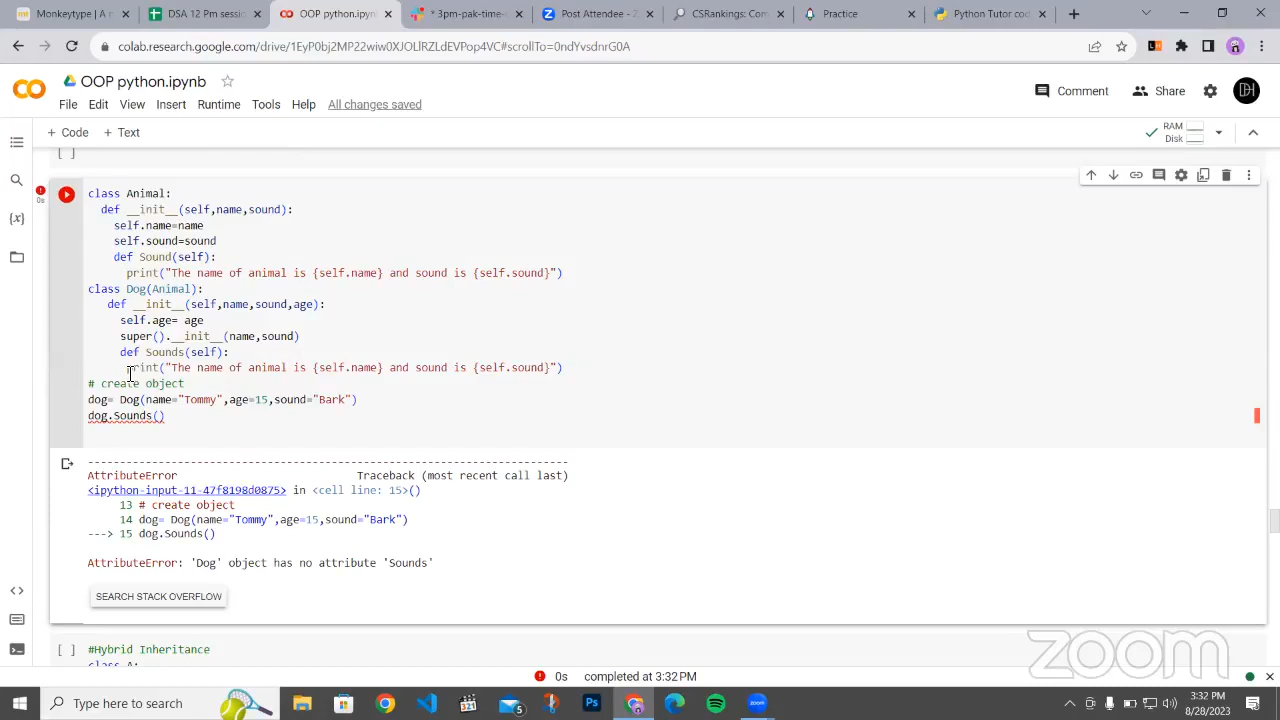 Monkeytype | A mini
DSA 12 Pm sessi
OOP python.ipynb
* 3pm-pak-time-
Post Attendee - Z
CSRankings: Com
Practice
Python Tutor cod
colab.research.google.com/drive/1EyP0bj2MP22wiw0XJOLlRZLdEVPop4VC#scrollTo=0ndYvsdnrG0A
OOP python.ipynb
Comment
Share
DH
File Edit View Insert Runtime Tools Help All changes saved
+ Code + Text
RAM
Disk
[ ]
0s
class Animal:
def __init__(self,name,sound):
self.name=name
self.sound=sound
def Sound(self):
print("The name of animal is {self.name} and sound is {self.sound}")
class Dog(Animal):
def __init__(self,name,sound,age):
self.age= age
super().__init__(name,sound)
def Sounds(self):
print("The name of animal is {self.name} and sound is {self.sound}")
# create object
dog= Dog(name="Tommy",age=15,sound="Bark")
dog.Sounds()
---------------------------------------------------------------------------
AttributeError Traceback (most recent call last)
<ipython-input-11-47f8198d0875> in <cell line: 15>()
13 # create object
14 dog= Dog(name="Tommy",age=15,sound="Bark")
---> 15 dog.Sounds()
AttributeError: 'Dog' object has no attribute 'Sounds'
SEARCH STACK OVERFLOW
[ ] #Hybrid Inheritance
class A:
zoom
0s completed at 3:32 PM
Type here to search
3:32 PM
8/28/2023